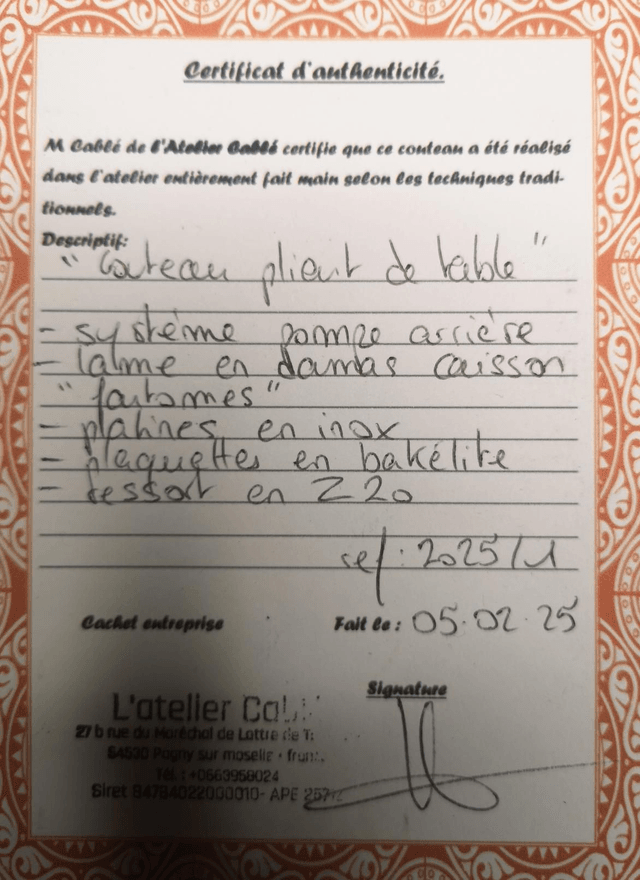 Certificat d'authenticité.
M Cablé de l'Atelier Cablé certifie que ce couteau a été réalisé
dans l'atelier entièrement fait main selon les techniques tradi-
tionnels.
Descriptif:
"couteau pliant de table"
- système pompe arrière
- lame en damas caisson
"fantomes"
- platines en inox
- plaquettes en bakélite
- ressort en Z20
ref : 2025/1
Cachet entreprise
Fait le : 05.02.25
Signature
L'atelier Cablé
27 b rue du Maréchal de Lattre de
Pagny sur moselle -
Tél. : +0663958024
Siret 84784022000010- APE